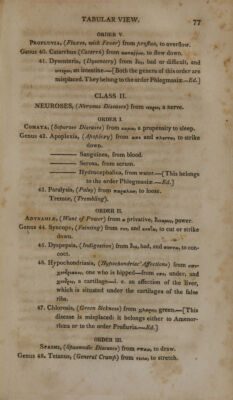 TABULAR VIEW. 77
ORDER V.
PROFLUVIA, (Fluxes, with Fever) from profluo, to overflow.
Genus 40. Catarrhus (Catarrh) from καταῤῥεω, to flow down.
41. Dysenteria, (Dysentery) from δυς, bad or difficult, and
εντερον, an intestine.—(Both the genera of this order are
misplaced. They belong to the order Phlegmasiæ—Ed.)
CLASS II.
NEUROSES, (Nervous Diseases) from νευρον, a nerve.
ORDER I.
COMATA, (Soporose Diseases) from κωμα, a propensity to sleep.
Genus 42. Apoplexia, (Apoplexy) from απο and πλησσω, to strike
down.
——— Sanguinea, from blood.
——— Serosa, from serum.
——— Hydrocephalica, from water.—(This belongs
to the order Phlegmasiæ—Ed.)
43. Paralysis, (Palsy) from παραλυω, to loose.
Tremor, (Trembling).
ORDER II.
ADYNAMIÆ, (Want of Power) from α privative, δυναμις, power.
Genus 44. Syncope, (Fainting) from συν, and κοπτω, to cut or strike
down.
45. Dyspepsia, (Indigestion) from δυς, bad, and πεπτω, to con-
coct.
46. Hypochondriasis, (Hypochondriac Affections) from υπο
one who is hipped—from υπο, under, and
χονδρος, a cartilage—i. e. an affection of the liver,
which is situated under the cartilages of the false
ribs.
47. Chlorosis, (Green Sickness) from green.—(This
disease is misplaced: it belongs either to Amenor-
rhœa or to the order Profluvia.—Ed.)
ORDER III.
SPASMI, (Spasmodic Diseases) from σπαω, to draw.
Genus 48. Tetanus, (General Cramp) from τεινω, to stretch.